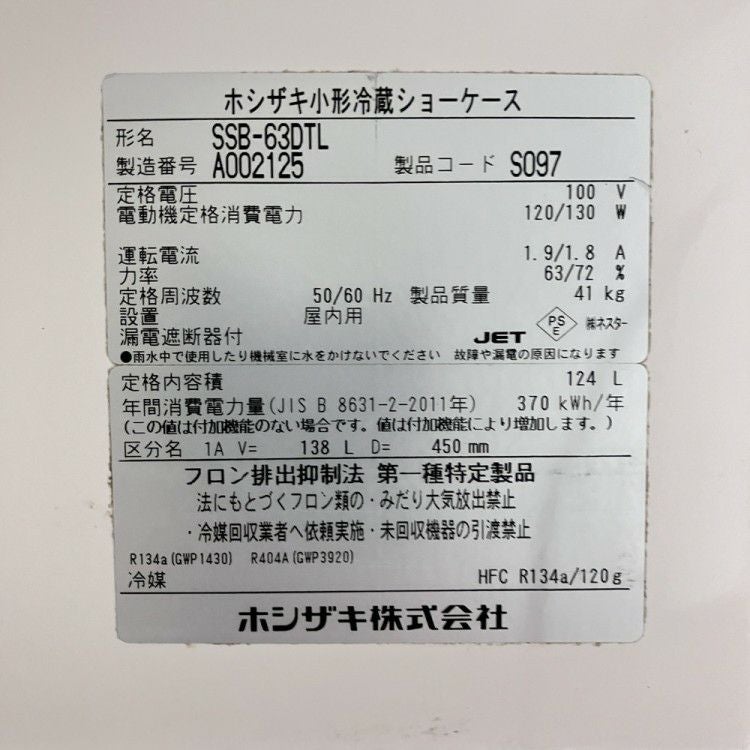 ホシザキ小形冷蔵ショーケース
形名 SSB-63DTL
製造番号 A002125 製品コード S097
定格電圧 100 V
電動機定格消費電力 120/130 W
運転電流 1.9/1.8 A
力率 63/72 %
定格周波数 50/60 Hz 製品質量 41 kg
設置 屋内用
漏電遮断器付 JET PSE ㈱ネスター
●雨水中で使用したり機械室に水をかけないでください 故障や漏電の原因になります
定格内容積 124 L
年間消費電力量(JIS B 8631-2-2011年) 370 kWh/年
(この値は付加機能のない場合です。値は付加機能により増加します。)
区分名 1A V= 138 L D= 450 mm
フロン排出抑制法 第一種特定製品
法にもとづくフロン類の・みだり大気放出禁止
・冷媒回収業者へ依頼実施・未回収機器の引渡禁止
R134a(GWP1430) R404A(GWP3920)
冷媒 HFC R134a/120g
ホシザキ株式会社